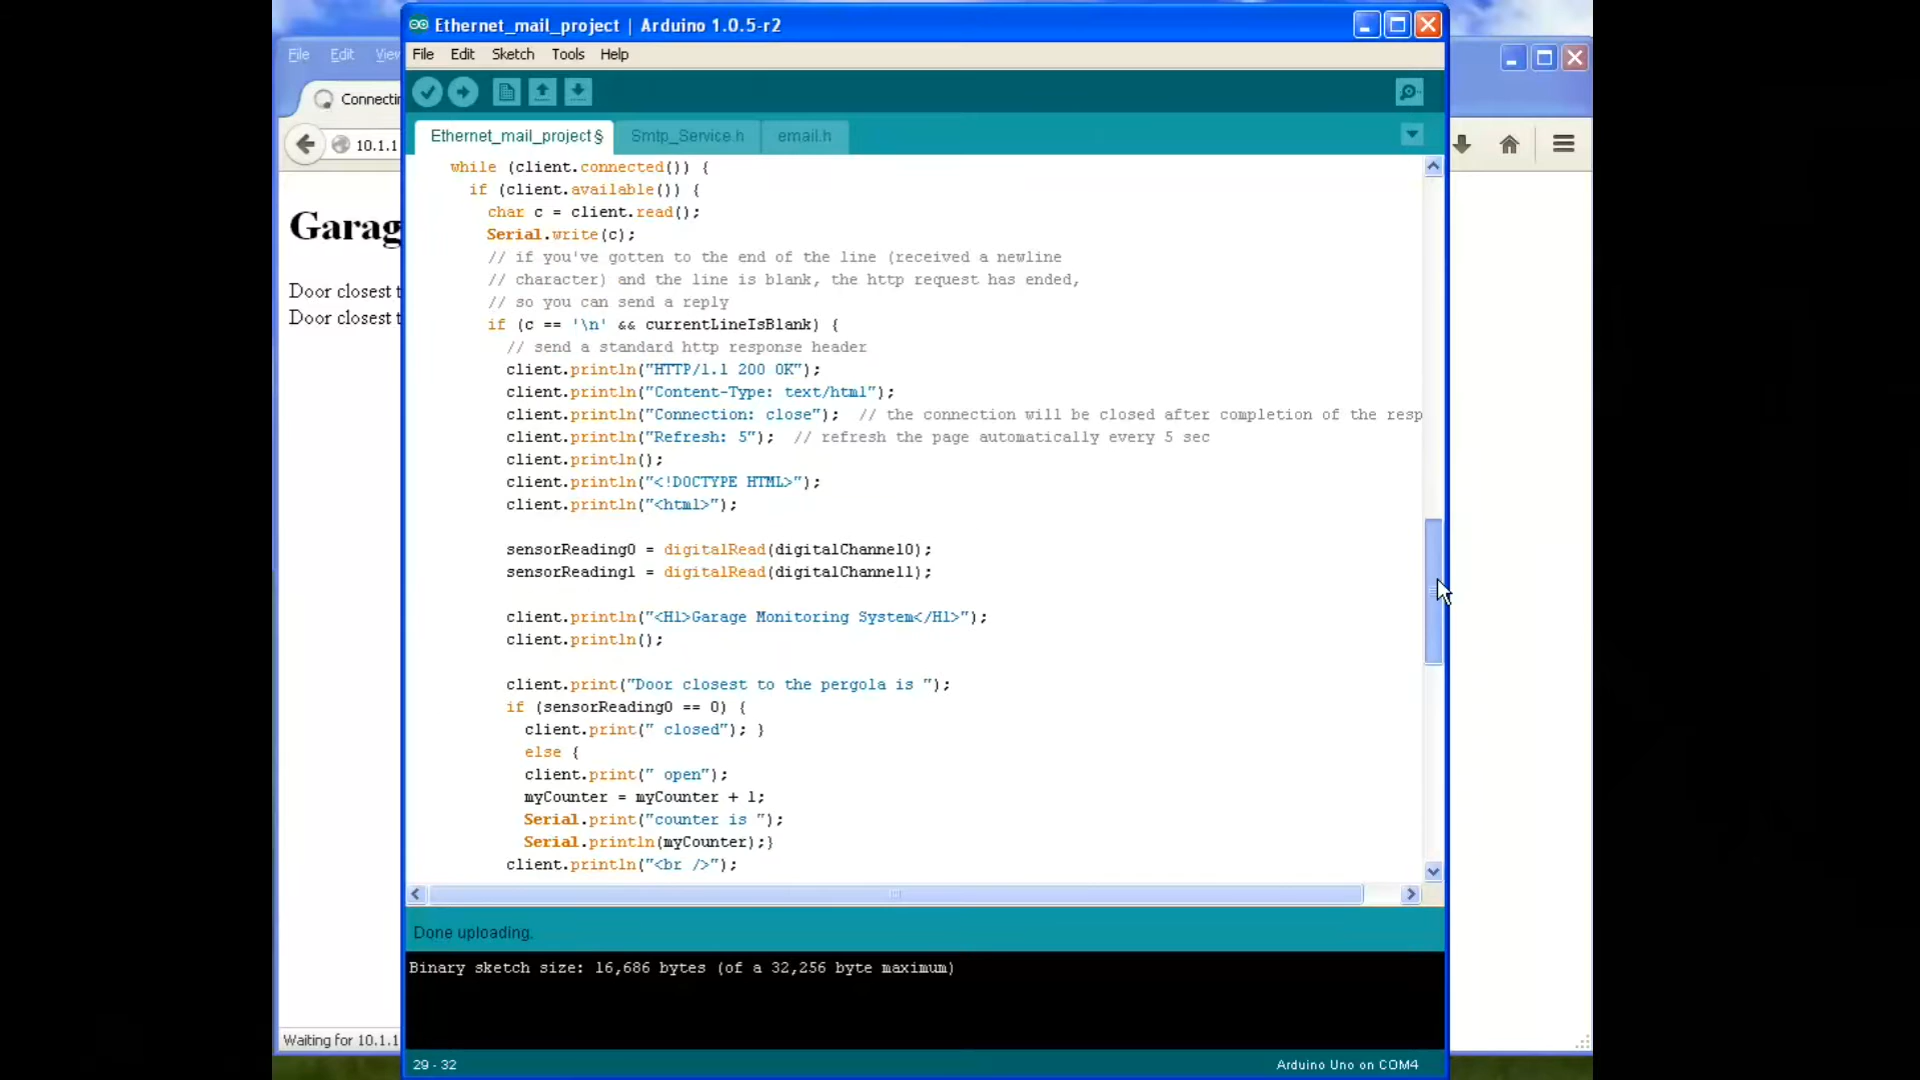 Ethernet_mail_project | Arduino 1.0.5-r2
File Edit Sketch Tools Help
File Edit View
Connectin
10.1.1
Ethernet_mail_project § Smtp_Service.h email.h
Garag
Door closest t
Door closest t
while (client.connected()) {
if (client.available()) {
char c = client.read();
Serial.write(c);
// if you've gotten to the end of the line (received a newline
// character) and the line is blank, the http request has ended,
// so you can send a reply
if (c == '\n' && currentLineIsBlank) {
// send a standard http response header
client.println("HTTP/1.1 200 OK");
client.println("Content-Type: text/html");
client.println("Connection: close"); // the connection will be closed after completion of the resp
client.println("Refresh: 5"); // refresh the page automatically every 5 sec
client.println();
client.println("<!DOCTYPE HTML>");
client.println("<html>");
sensorReading0 = digitalRead(digitalChannel0);
sensorReading1 = digitalRead(digitalChannel1);
client.println("<H1>Garage Monitoring System</H1>");
client.println();
client.print("Door closest to the pergola is ");
if (sensorReading0 == 0) {
client.print(" closed"); }
else {
client.print(" open");
myCounter = myCounter + 1;
Serial.print("counter is ");
Serial.println(myCounter);}
client.println("<br />");
Done uploading.
Binary sketch size: 16,686 bytes (of a 32,256 byte maximum)
Waiting for 10.1.1
29 - 32
Arduino Uno on COM4